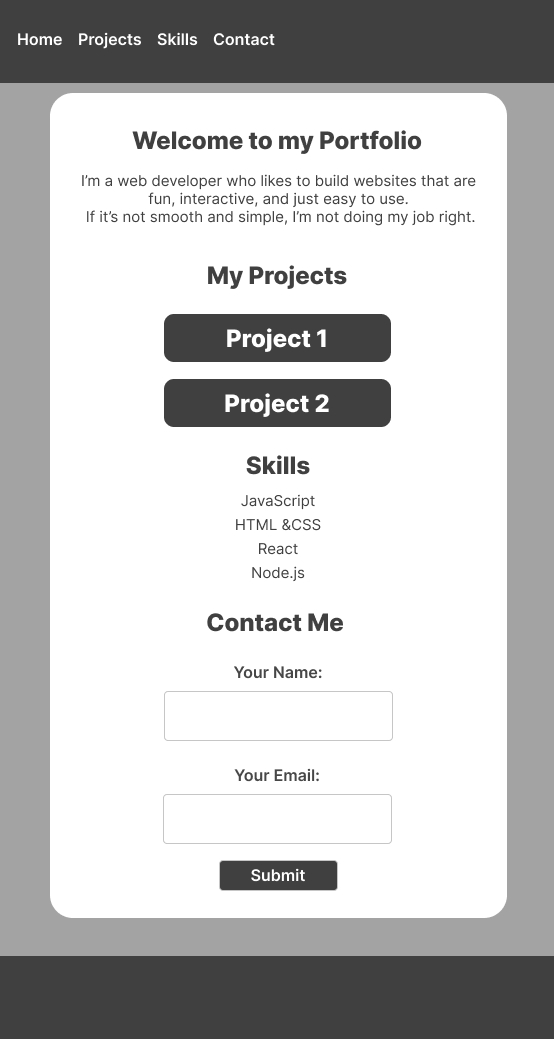 Home Projects Skills Contact
Welcome to my Portfolio
I’m a web developer who likes to build websites that are
fun, interactive, and just easy to use.
If it’s not smooth and simple, I’m not doing my job right.
My Projects
Project 1
Project 2
Skills
JavaScript
HTML &CSS
React
Node.js
Contact Me
Your Name:
Your Email:
Submit